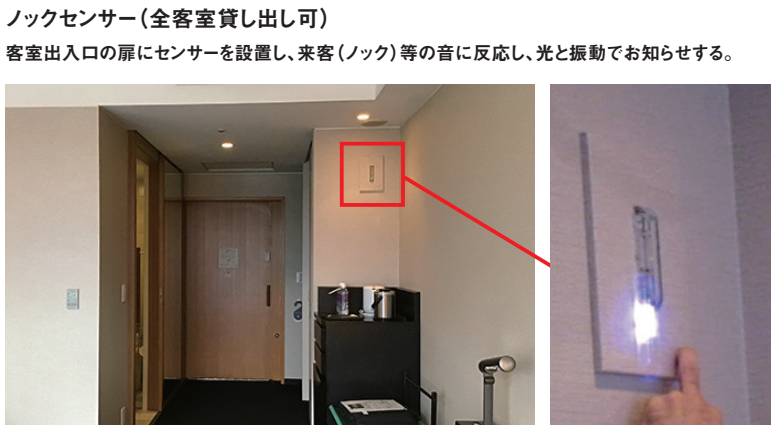 ノックセンサー（全客室貸し出し可）
客室出入口の扉にセンサーを設置し、来客（ノック）等の音に反応し、光と振動でお知らせする。